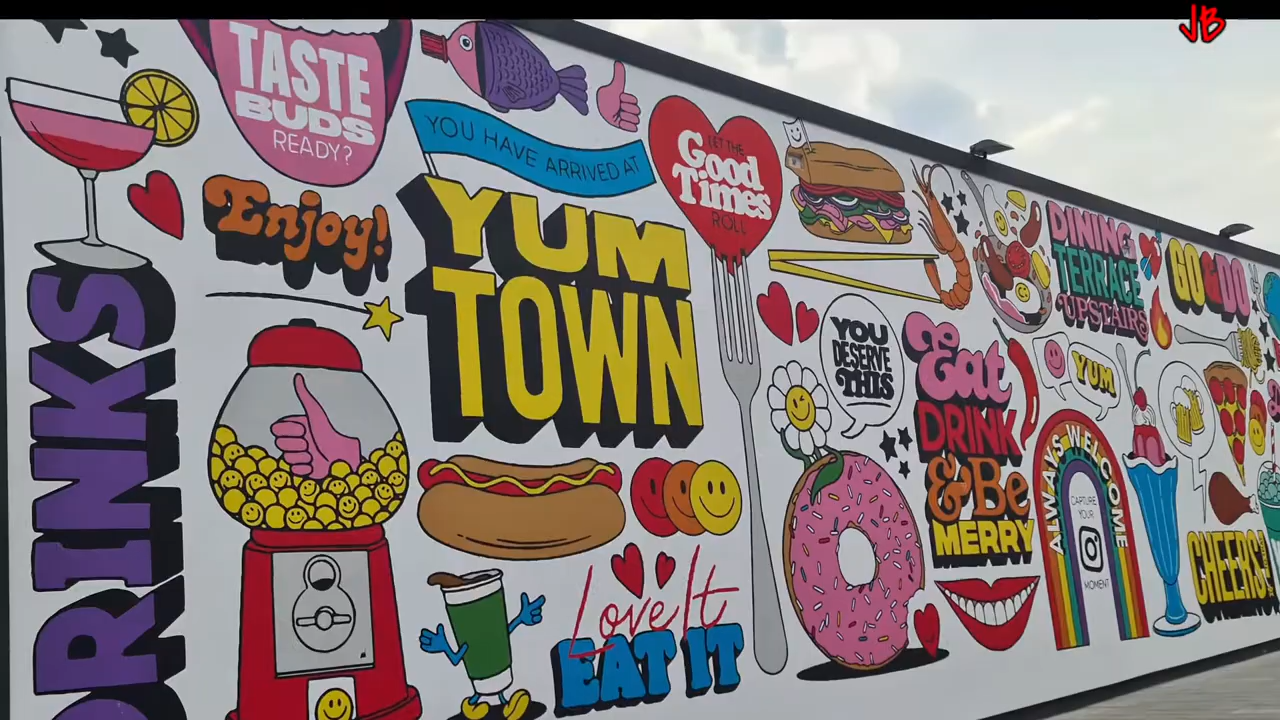 JB
TASTE
BUDS
READY?
YOU HAVE ARRIVED AT
YUM
TOWN
Enjoy!
DRINKS
LET THE
Good
Times
ROLL
YOU
DESERVE
THIS
Eat
DRINK
& Be
MERRY
Love It
EAT IT
DINING
TERRACE
UPSTAIRS
GO & DO
YUM
ALWAYS WELCOME
CAPTURE
YOUR
MOMENT
CHEERS!